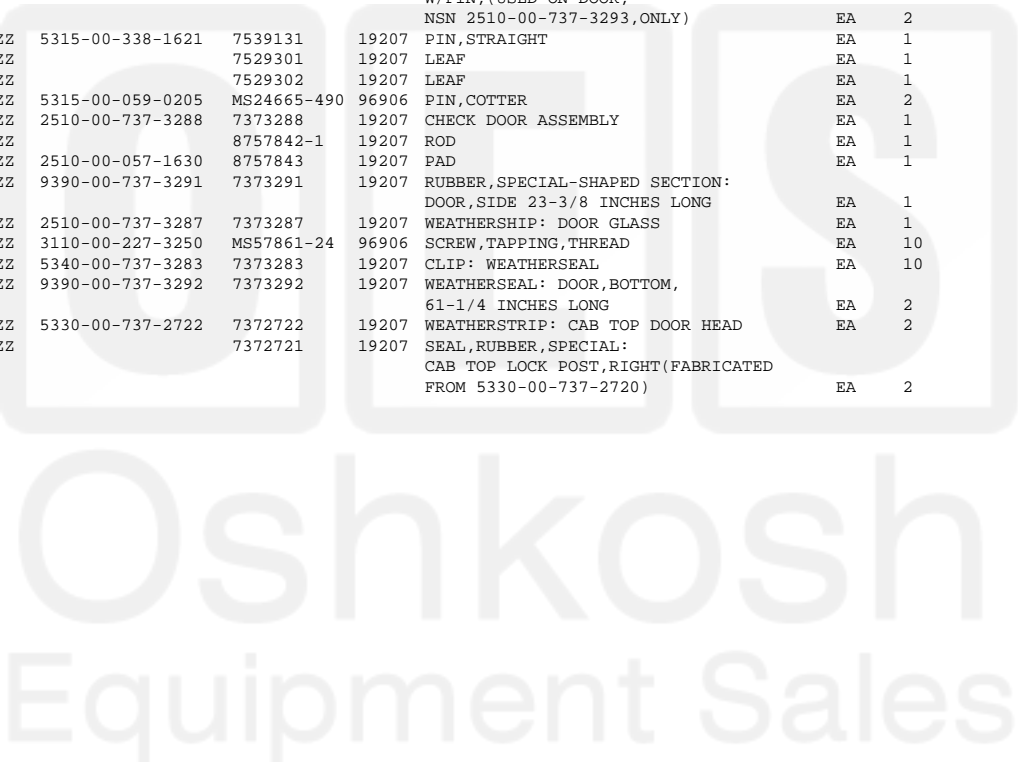 W/PIN,(USED ON DOOR,
NSN 2510-00-737-3293,ONLY) EA 2
ZZ 5315-00-338-1621 7539131 19207 PIN,STRAIGHT EA 1
ZZ 7529301 19207 LEAF EA 1
ZZ 7529302 19207 LEAF EA 1
ZZ 5315-00-059-0205 MS24665-490 96906 PIN,COTTER EA 2
ZZ 2510-00-737-3288 7373288 19207 CHECK DOOR ASSEMBLY EA 1
ZZ 8757842-1 19207 ROD EA 1
ZZ 2510-00-057-1630 8757843 19207 PAD EA 1
ZZ 9390-00-737-3291 7373291 19207 RUBBER,SPECIAL-SHAPED SECTION:
DOOR,SIDE 23-3/8 INCHES LONG EA 1
ZZ 2510-00-737-3287 7373287 19207 WEATHERSHIP: DOOR GLASS EA 1
ZZ 3110-00-227-3250 MS57861-24 96906 SCREW,TAPPING,THREAD EA 10
ZZ 5340-00-737-3283 7373283 19207 CLIP: WEATHERSEAL EA 10
ZZ 9390-00-737-3292 7373292 19207 WEATHERSEAL: DOOR,BOTTOM,
61-1/4 INCHES LONG EA 2
ZZ 5330-00-737-2722 7372722 19207 WEATHERSTRIP: CAB TOP DOOR HEAD EA 2
ZZ 7372721 19207 SEAL,RUBBER,SPECIAL:
CAB TOP LOCK POST,RIGHT(FABRICATED
FROM 5330-00-737-2720) EA 2
OES
Oshkosh
Equipment Sales